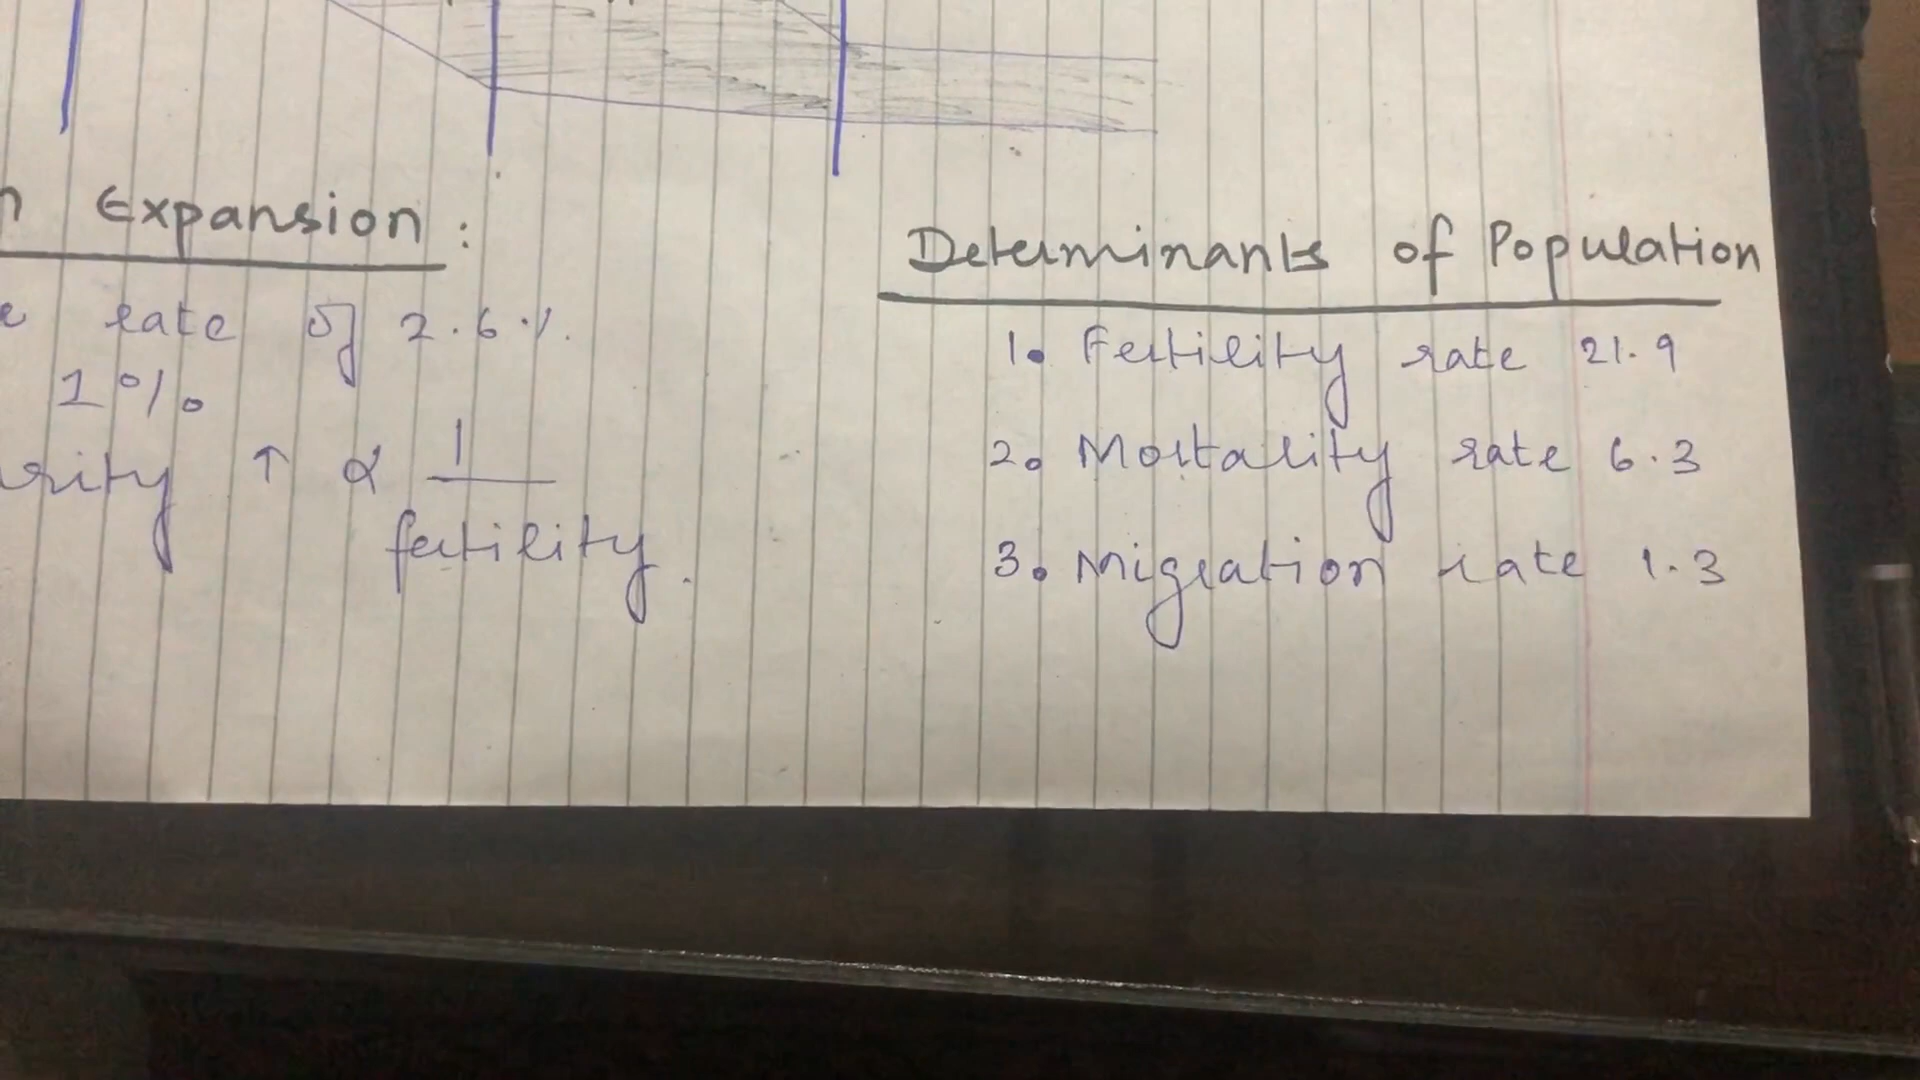 Expansion :
rate of 2.6 %.
1 %
↑ ∝ 1
fertility.
Determinants of Population
1. Fertility rate 21.9
2. Mortality rate 6.3
3. Migration rate 1.3